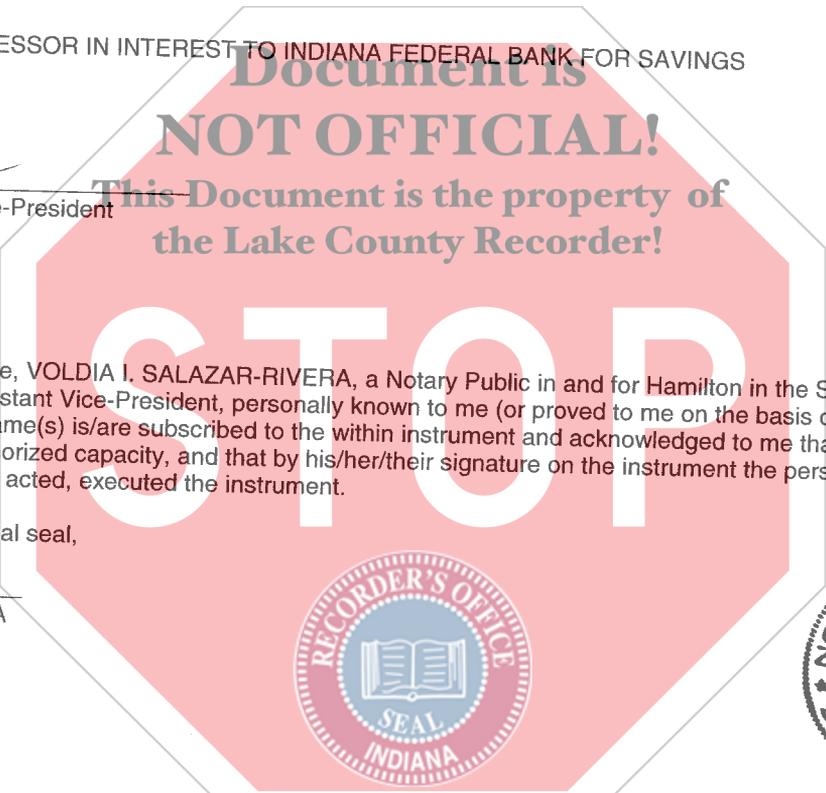 ESSOR IN INTEREST TO INDIANA FEDERAL BANK FOR SAVINGS
Document is
NOT OFFICIAL!
This Document is the property of
-President
the Lake County Recorder!
STOP
e, VOLDIA I. SALAZAR-RIVERA, a Notary Public in and for Hamilton in the S
stant Vice-President, personally known to me (or proved to me on the basis o
ame(s) is/are subscribed to the within instrument and acknowledged to me tha
orized capacity, and that by his/her/their signature on the instrument the pers
acted, executed the instrument.
al seal,
A
RECORDER'S OFFICE
SEAL
INDIANA
NO